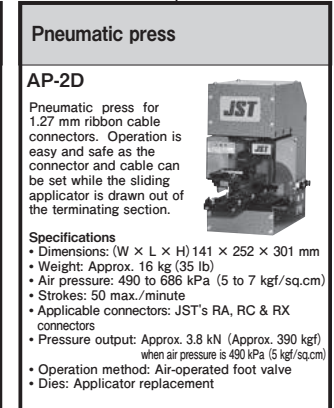 Pneumatic press
AP-2D
Pneumatic press for
1.27 mm ribbon cable
connectors. Operation is
easy and safe as the
connector and cable can
be set while the sliding
applicator is drawn out of
the terminating section.
JST
JST
Specifications
• Dimensions: (W × L × H) 141 × 252 × 301 mm
• Weight: Approx. 16 kg (35 lb)
• Air pressure: 490 to 686 kPa (5 to 7 kgf/sq.cm)
• Strokes: 50 max./minute
• Applicable connectors: JST's RA, RC & RX
connectors
• Pressure output: Approx. 3.8 kN (Approx. 390 kgf)
when air pressure is 490 kPa (5 kgf/sq.cm)
• Operation method: Air-operated foot valve
• Dies: Applicator replacement